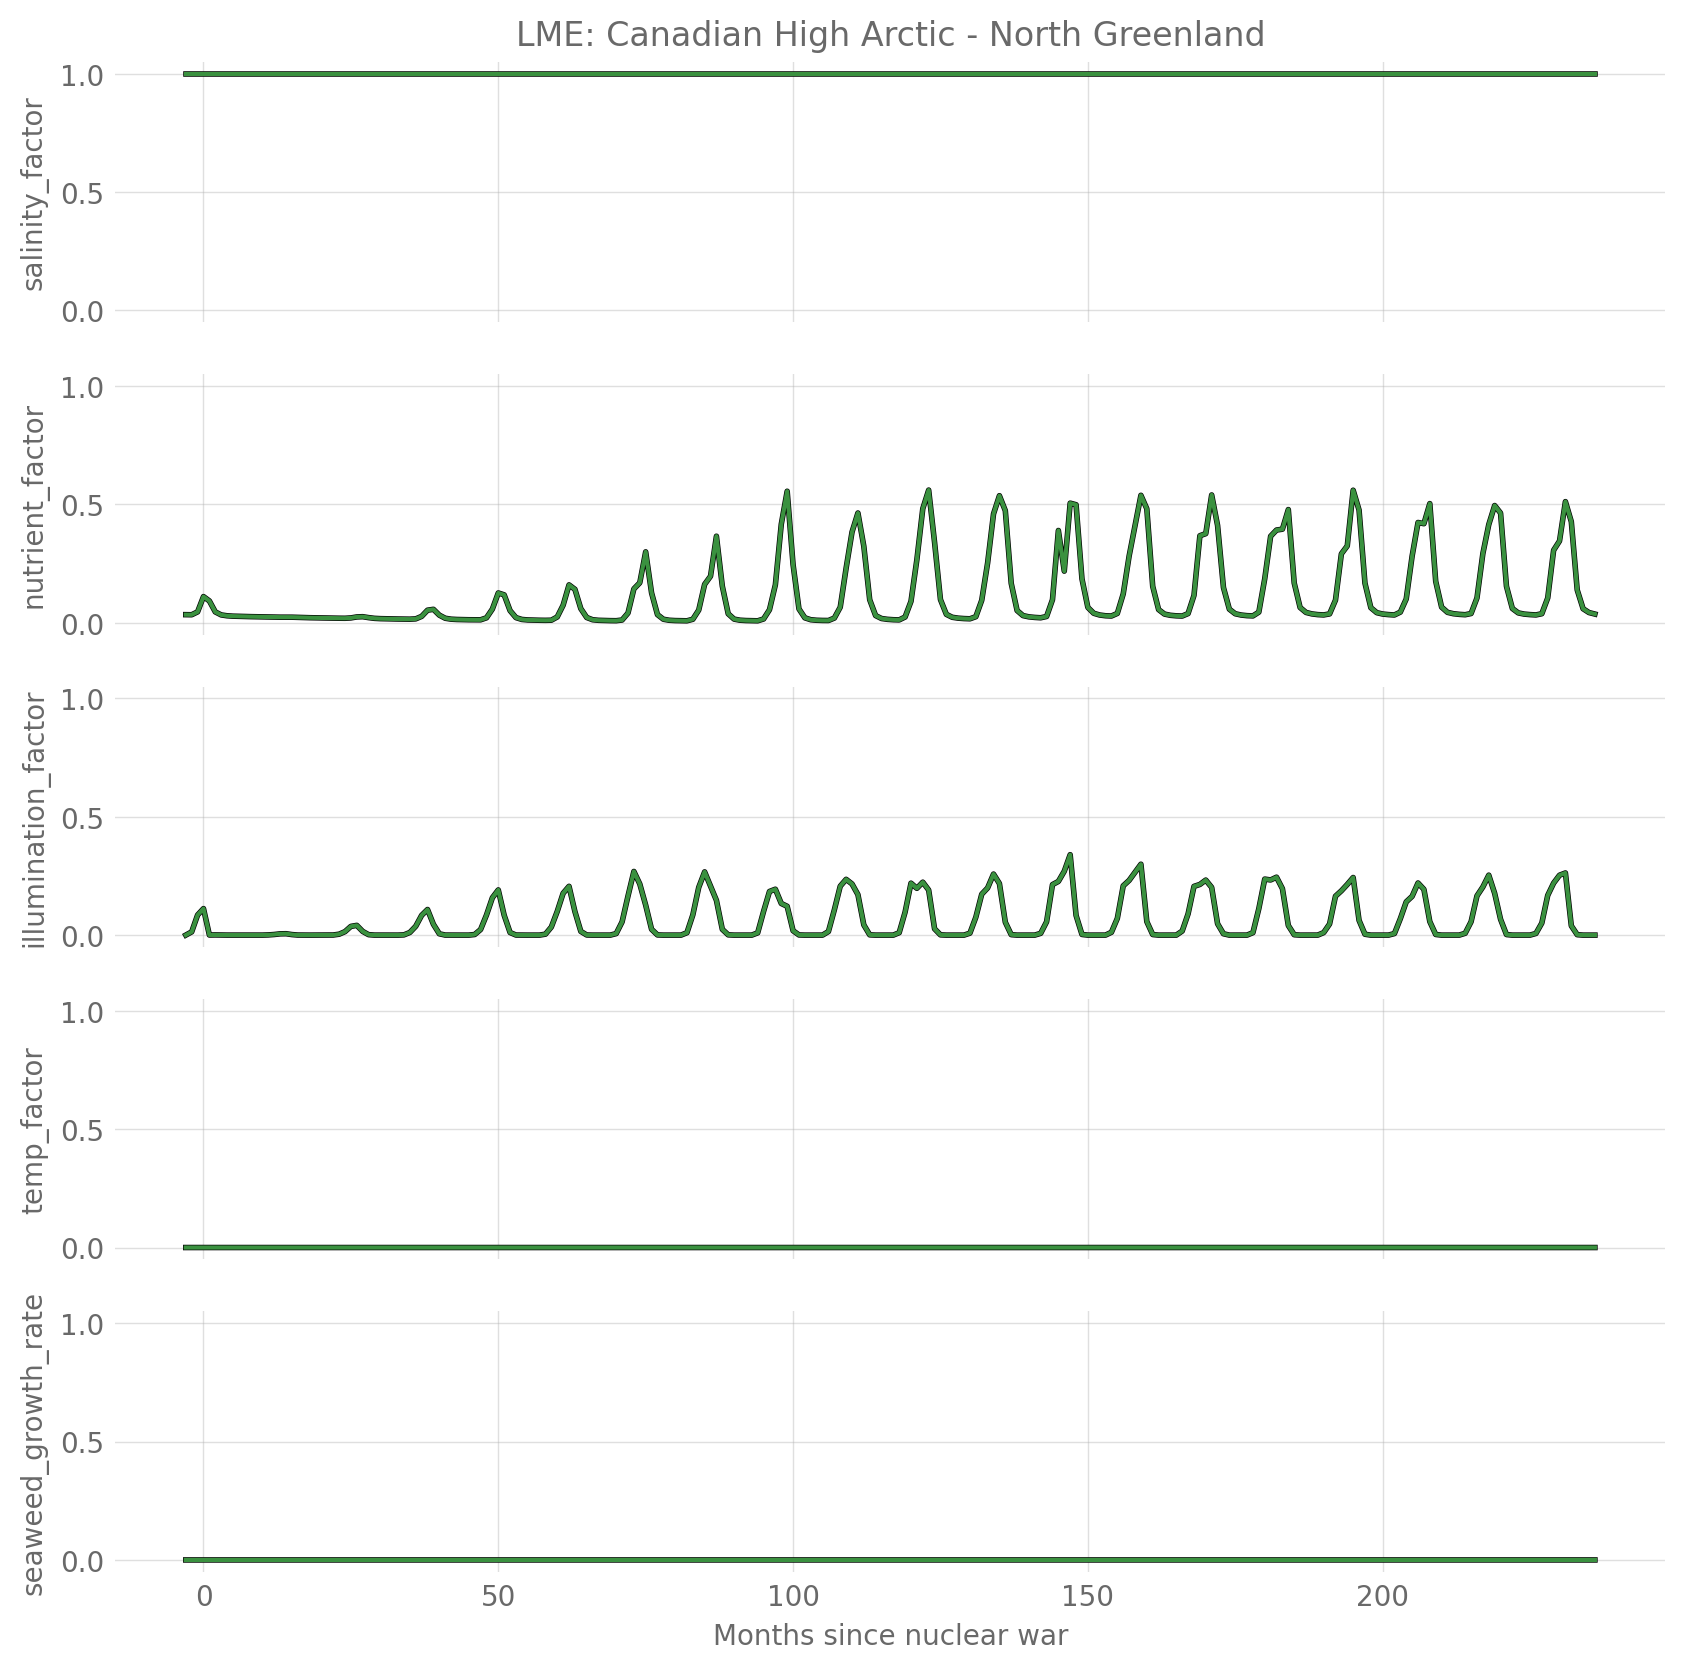 LME: Canadian High Arctic - North Greenland
1.0
0.5
0.0
salinity_factor
1.0
0.5
0.0
nutrient_factor
1.0
0.5
0.0
illumination_factor
1.0
0.5
0.0
temp_factor
1.0
0.5
0.0
seaweed_growth_rate
0 50 100 150 200
Months since nuclear war